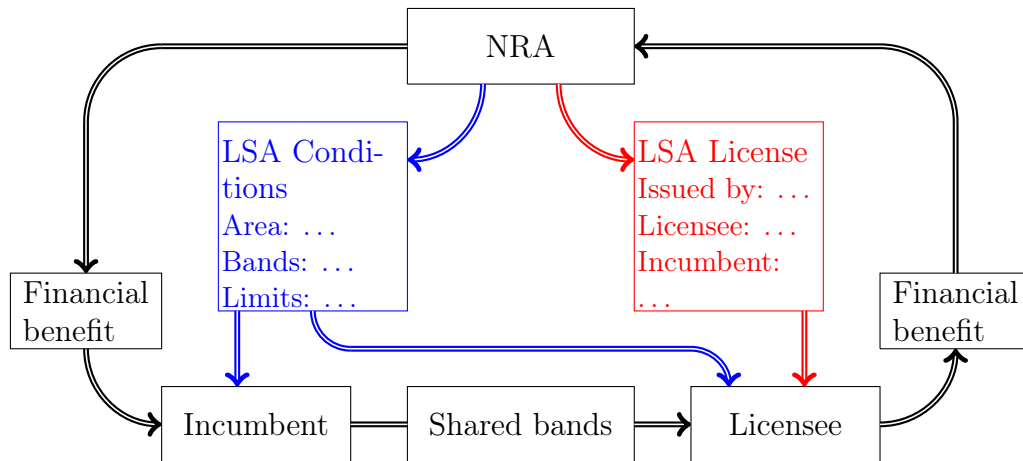 NRA
LSA Condi-
tions
Area: ...
Bands: ...
Limits: ...
LSA License
Issued by: ...
Licensee: ...
Incumbent:
...
Financial
benefit
Financial
benefit
Incumbent
Shared bands
Licensee